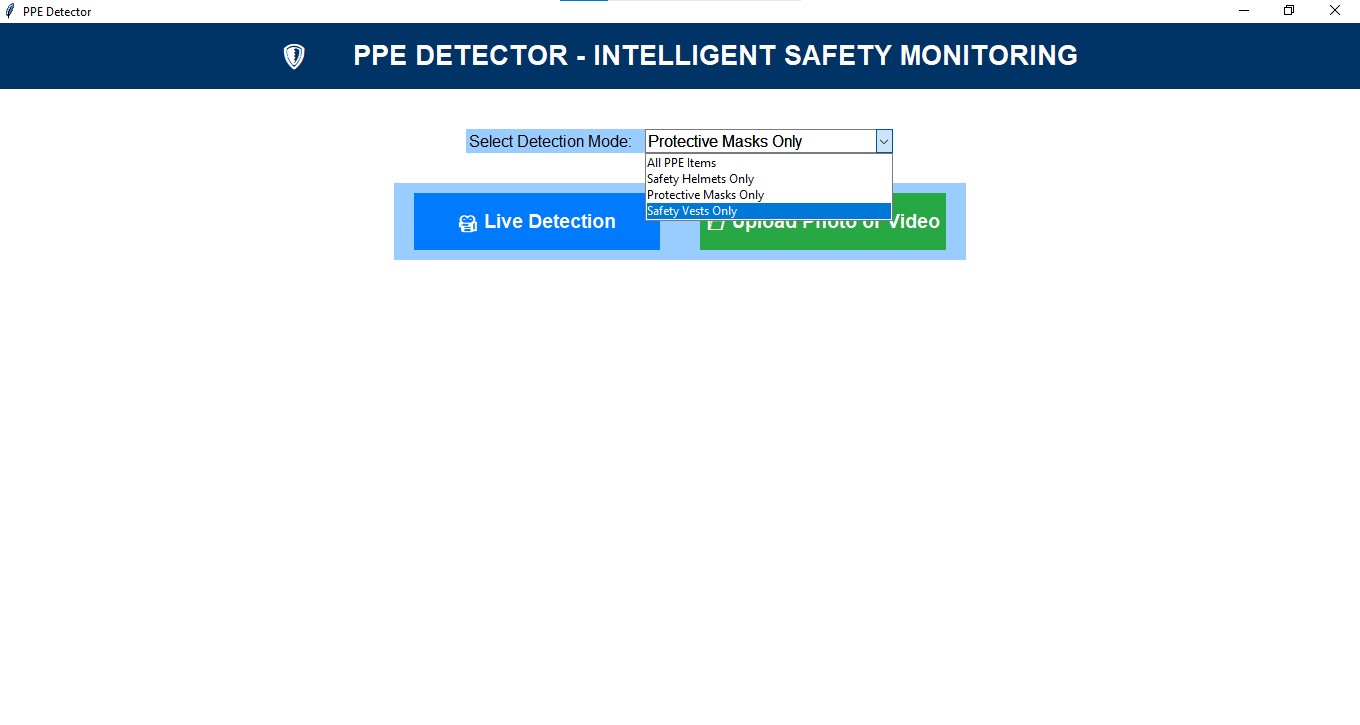 PPE Detector
PPE DETECTOR - INTELLIGENT SAFETY MONITORING
Select Detection Mode: Protective Masks Only
All PPE Items
Safety Helmets Only
Protective Masks Only
Safety Vests Only
Live Detection Upload Photo or Video